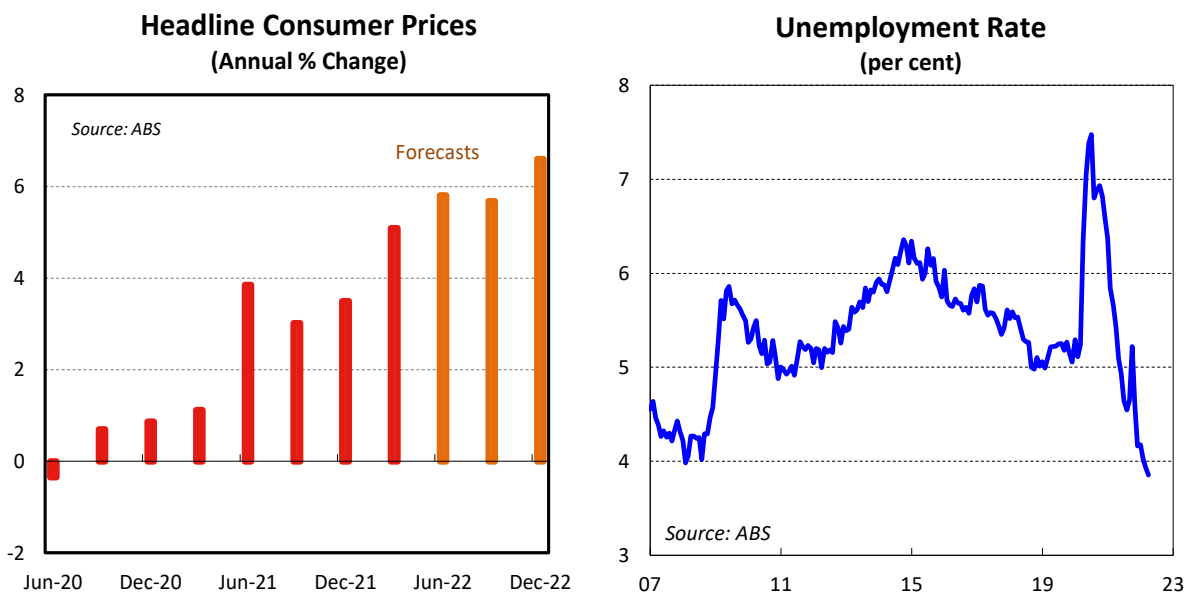 Headline Consumer Prices
(Annual % Change)
8
Source: ABS
Forecasts
6
4
2
0
-2
Jun-20 Dec-20 Jun-21 Dec-21 Jun-22 Dec-22
Unemployment Rate
(per cent)
8
7
6
5
4
Source: ABS
3
07 11 15 19 23